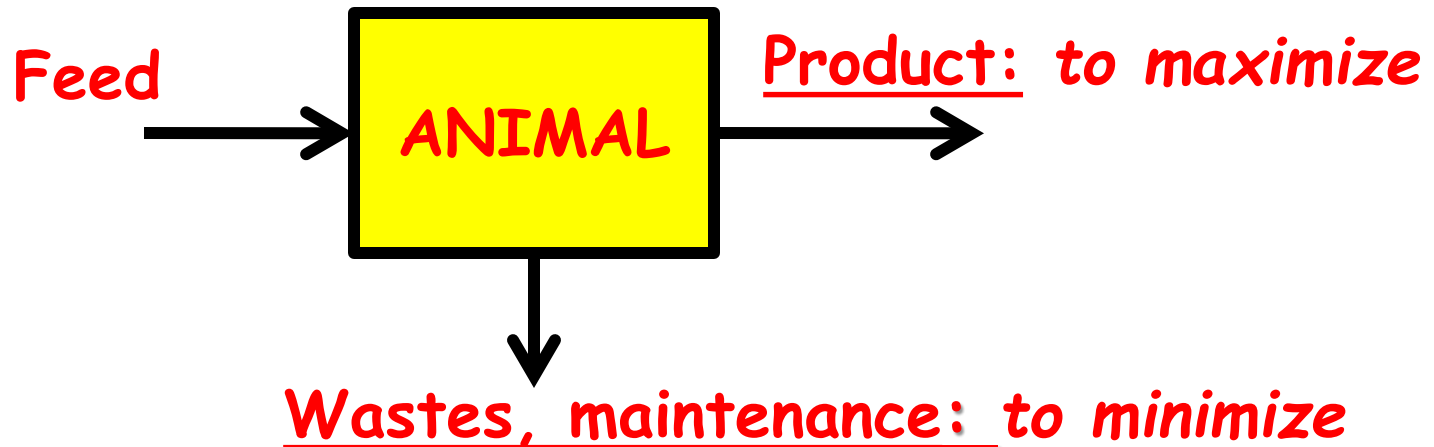 Feed
ANIMAL
Product: to maximize
Wastes, maintenance: to minimize